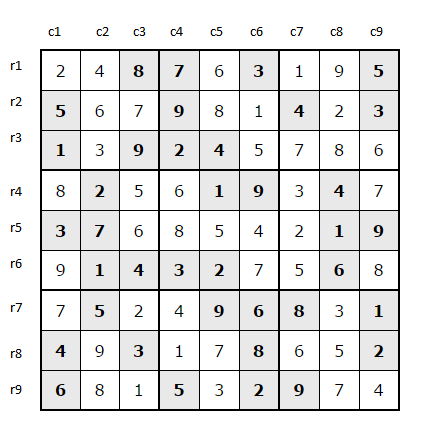 c1 c2 c3 c4 c5 c6 c7 c8 c9
r1 2 4 8 7 6 3 1 9 5
r2 5 6 7 9 8 1 4 2 3
r3 1 3 9 2 4 5 7 8 6
r4 8 2 5 6 1 9 3 4 7
r5 3 7 6 8 5 4 2 1 9
r6 9 1 4 3 2 7 5 6 8
r7 7 5 2 4 9 6 8 3 1
r8 4 9 3 1 7 8 6 5 2
r9 6 8 1 5 3 2 9 7 4